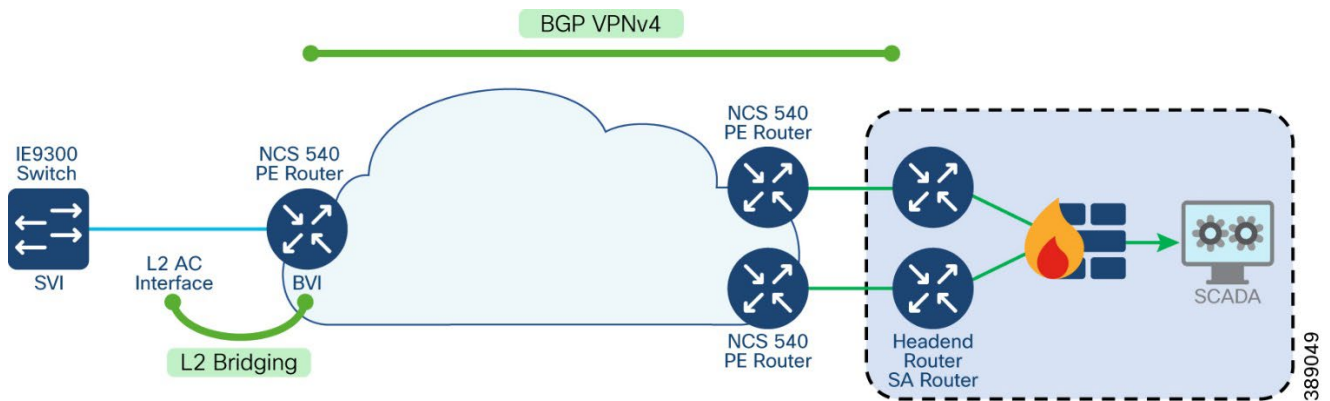 BGP VPNv4
IE9300
Switch
SVI
NCS 540
PE Router
L2 AC
Interface
BVI
L2 Bridging
NCS 540
PE Router
NCS 540
PE Router
Headend
Router
SA Router
SCADA
389049